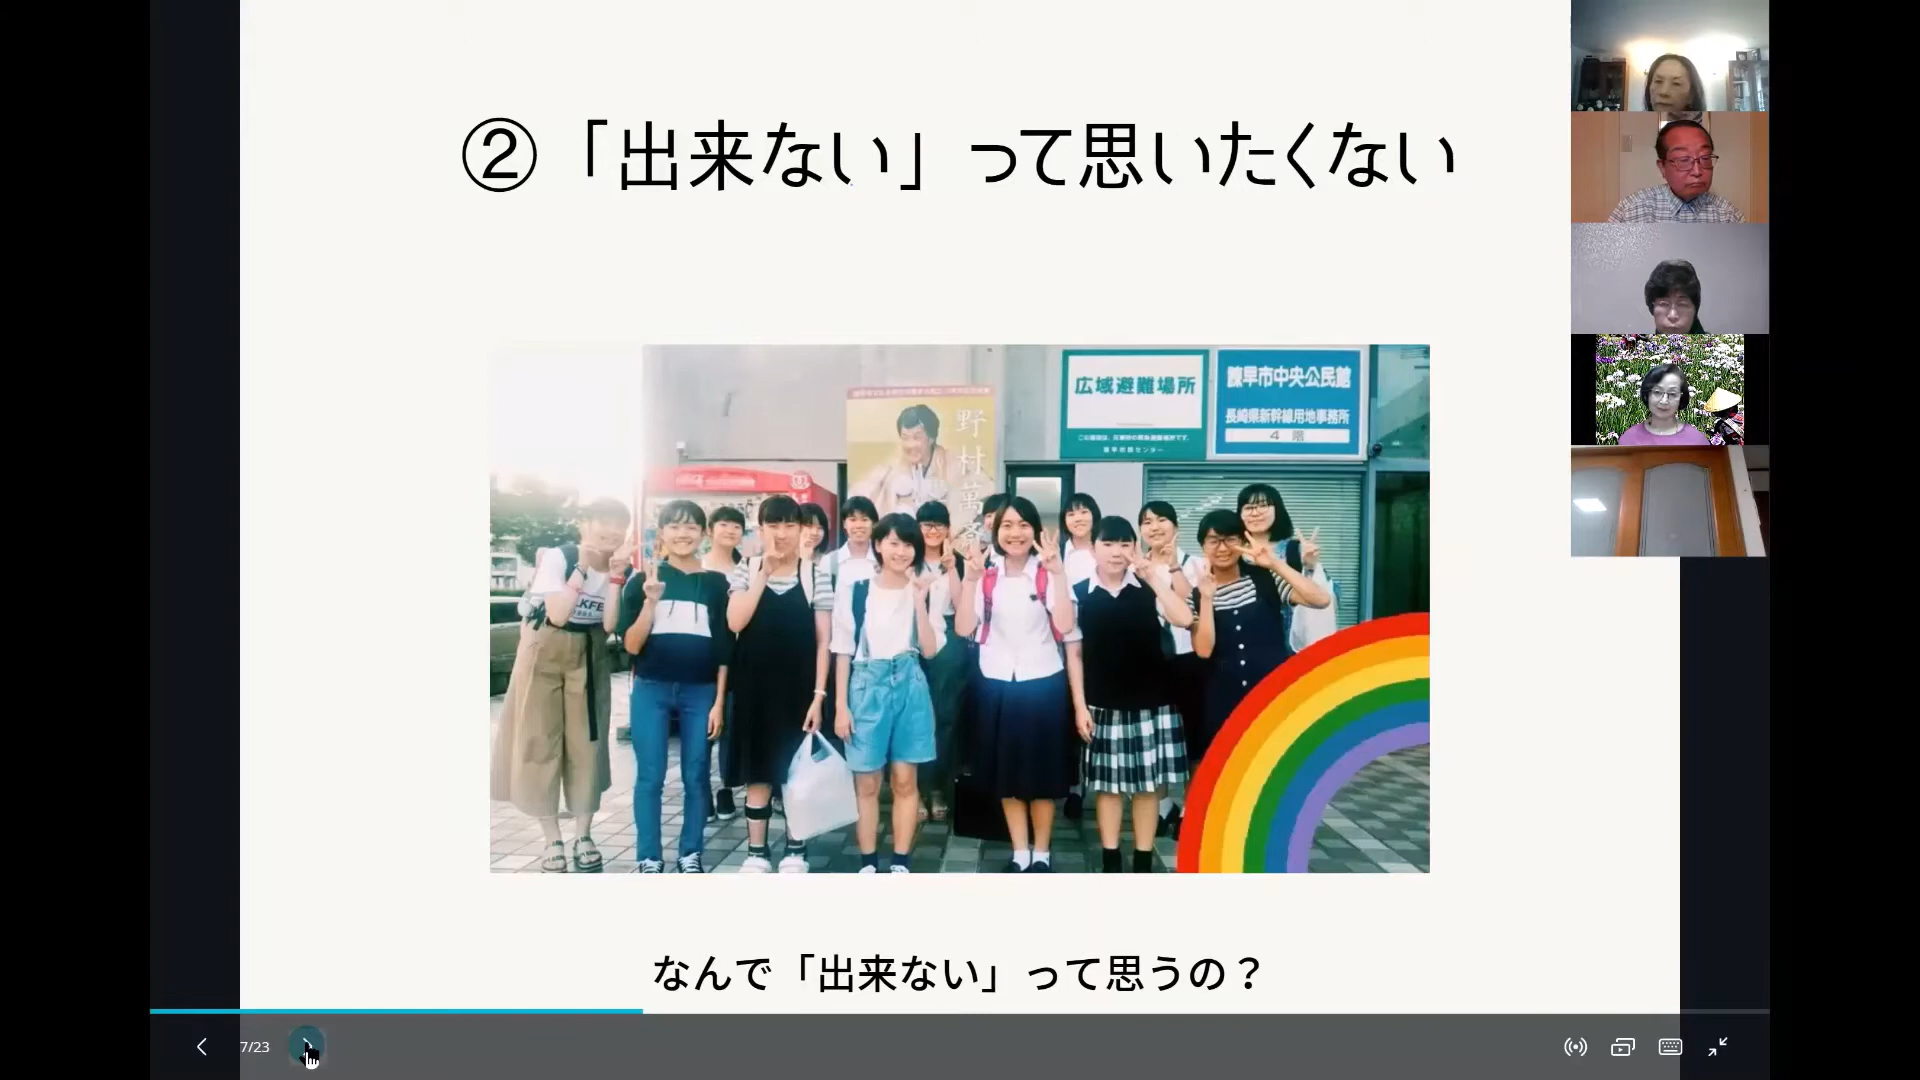 ②「出来ない」って思いたくない
広域避難場所
諫早市中央公民館
長崎県新幹線用地事務所
4 階
野村萬斎
なんで「出来ない」って思うの？
7/23